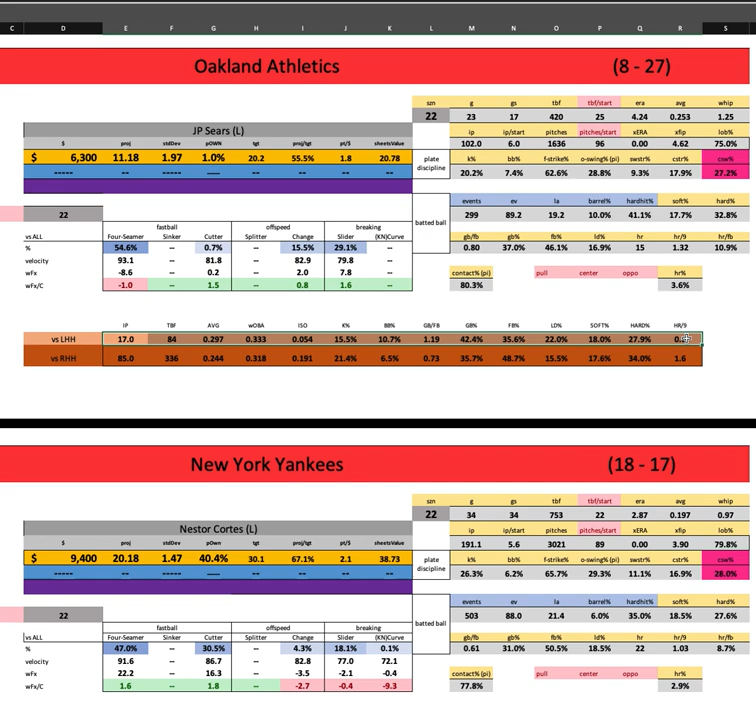 C D E F G H I J K L M N O P Q R S
Oakland Athletics (8 - 27)
szn g gs tbf tbf/start era avg whip
22 23 17 420 25 4.24 0.253 1.25
JP Sears (L) ip ip/start pitches pitches/start xERA xfip lob%
$ proj stdDev pOWN tgt proj/tgt pt/$ sheetsValue 102.0 6.0 1636 96 0.00 4.62 75.0%
$ 6,300 11.18 1.97 1.0% 20.2 55.5% 1.8 20.78 plate discipline k% bb% f-strike% o-swing% (pi) swstr% cstr% csw%
----- -- -- ---- -- -- -- -- 20.2% 7.4% 62.6% 28.8% 9.3% 17.9% 27.2%
events ev la barrel% hardhit% soft% hard%
22 batted ball 299 89.2 19.2 10.0% 41.1% 17.7% 32.8%
fastball offspeed breaking
vs ALL Four-Seamer Sinker Cutter Splitter Change Slider (KN)Curve gb/fb gb% fb% ld% hr hr/9 hr/fb
% 54.6% -- 0.7% -- 15.5% 29.1% -- 0.80 37.0% 46.1% 16.9% 15 1.32 10.9%
velocity 93.1 -- 81.8 -- 82.9 79.8 --
wFx -8.6 -- 0.2 -- 2.0 7.8 -- contact% (pi) pull center oppo hr%
wFx/C -1.0 -- 1.5 -- 0.8 1.6 -- 80.3% 3.6%
IP TBF AVG wOBA ISO K% BB% GB/FB GB% FB% LD% SOFT% HARD% HR/9
vs LHH 17.0 84 0.297 0.333 0.054 15.5% 10.7% 1.19 42.4% 35.6% 22.0% 18.0% 27.9%
vs RHH 85.0 336 0.244 0.318 0.191 21.4% 6.5% 0.73 35.7% 48.7% 15.5% 17.6% 34.0% 1.6
New York Yankees (18 - 17)
szn g gs tbf tbf/start era avg whip
22 34 34 753 22 2.87 0.197 0.97
Nestor Cortes (L) ip ip/start pitches pitches/start xERA xfip lob%
$ proj stdDev pOwn tgt proj/tgt pt/$ sheetsValue 191.1 5.6 3021 89 0.00 3.90 79.8%
$ 9,400 20.18 1.47 40.4% 30.1 67.1% 2.1 38.73 plate discipline k% bb% f-strike% o-swing% (pi) swstr% cstr% csw%
----- -- -- ---- -- -- -- -- 26.3% 6.2% 65.7% 29.3% 11.1% 16.9% 28.0%
events ev la barrel% hardhit% soft% hard%
22 batted ball 503 88.0 21.4 6.0% 35.0% 18.5% 27.6%
fastball offspeed breaking
vs ALL Four-Seamer Sinker Cutter Splitter Change Slider (KN)Curve gb/fb gb% fb% ld% hr hr/9 hr/fb
% 47.0% -- 30.5% -- 4.3% 18.1% 0.1% 0.61 31.0% 50.5% 18.5% 22 1.03 8.7%
velocity 91.6 -- 86.7 -- 82.8 77.0 72.1
wFx 22.2 -- 16.3 -- -3.5 -2.1 -0.4 contact% (pi) pull center oppo hr%
wFx/C 1.6 -- 1.8 -- -2.7 -0.4 -9.3 77.8% 2.9%